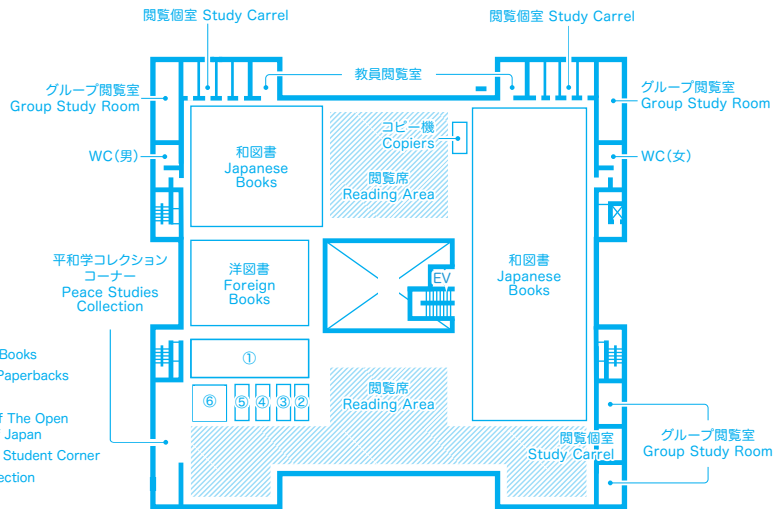 閲覧個室 Study Carrel
閲覧個室 Study Carrel
教員閲覧室
グループ閲覧室
Group Study Room
グループ閲覧室
Group Study Room
コピー機
Copiers
WC(男)
和図書
Japanese
Books
閲覧席
Reading Area
WC(女)
平和学コレクション
コーナー
Peace Studies
Collection
洋図書
Foreign
Books
EV
和図書
Japanese
Books
Books
Paperbacks
①
⑥
⑤
④
③
②
閲覧席
Reading Area
The Open
Japan
Student Corner
閲覧個室
Study Carrel
グループ閲覧室
Group Study Room